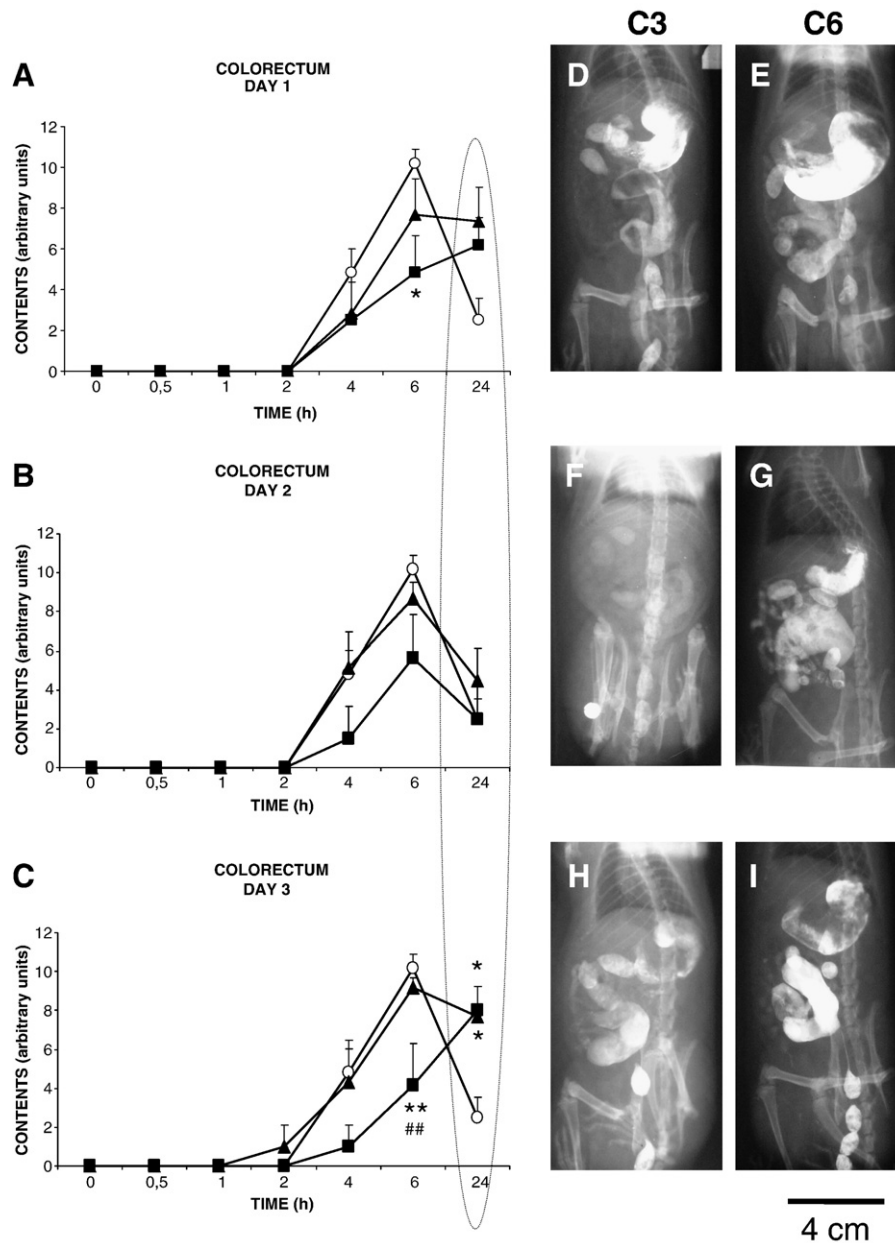 C3
C6
A
COLORECTUM
DAY 1
CONTENTS (arbitrary units)
12
10
8
6
4
2
0
*
0
0,5
1
2
4
6
24
TIME (h)
D
E
B
COLORECTUM
DAY 2
CONTENTS (arbitrary units)
12
10
8
6
4
2
0
0
0,5
1
2
4
6
24
TIME (h)
F
G
C
COLORECTUM
DAY 3
CONTENTS (arbitrary units)
12
10
8
6
4
2
0
*
*
**
##
0
0,5
1
2
4
6
24
TIME (h)
H
I
4 cm